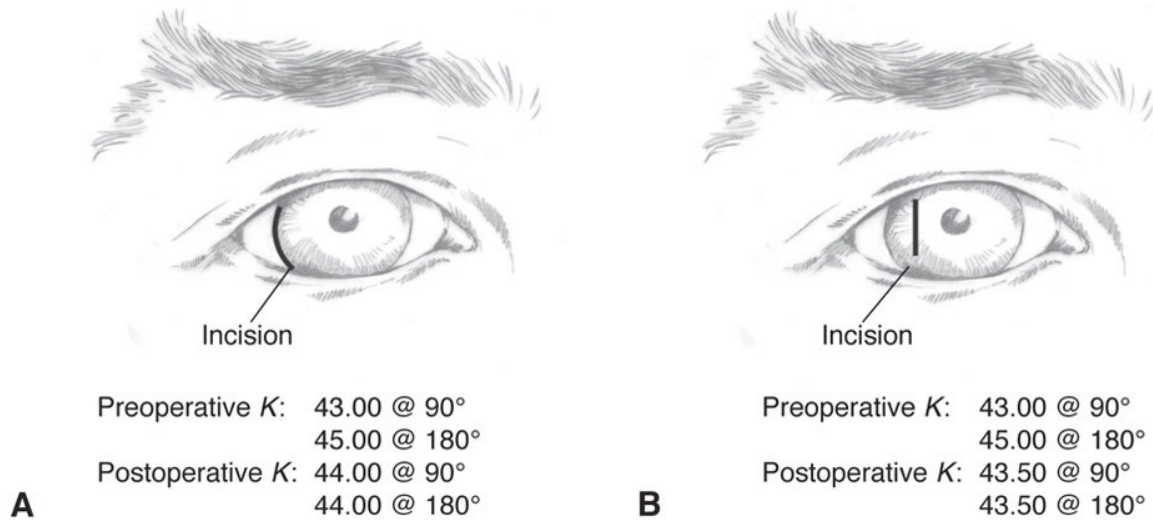 Incision
Preoperative K: 43.00 @ 90°
45.00 @ 180°
Postoperative K: 44.00 @ 90°
44.00 @ 180°
A
Incision
Preoperative K: 43.00 @ 90°
45.00 @ 180°
Postoperative K: 43.50 @ 90°
43.50 @ 180°
B